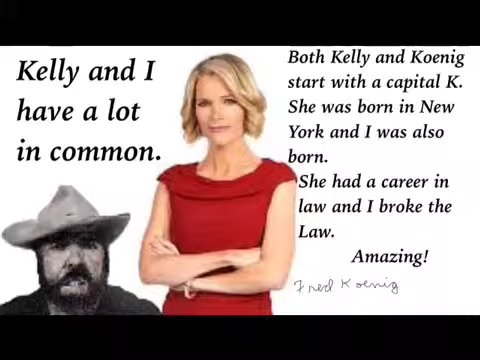 Kelly and I
have a lot
in common.
Both Kelly and Koenig
start with a capital K.
She was born in New
York and I was also
born.
She had a career in
law and I broke the
Law.
Amazing!
Fred Koenig